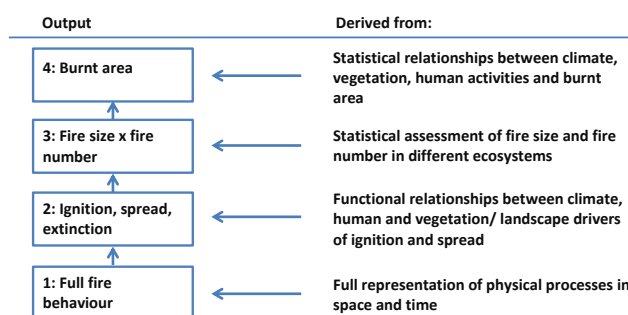 Output
Derived from:
4: Burnt area
Statistical relationships between climate,
vegetation, human activities and burnt
area
3: Fire size x fire
number
Statistical assessment of fire size and fire
number in different ecosystems
2: Ignition, spread,
extinction
Functional relationships between climate,
human and vegetation/ landscape drivers
of ignition and spread
1: Full fire
behaviour
Full representation of physical processes in
space and time